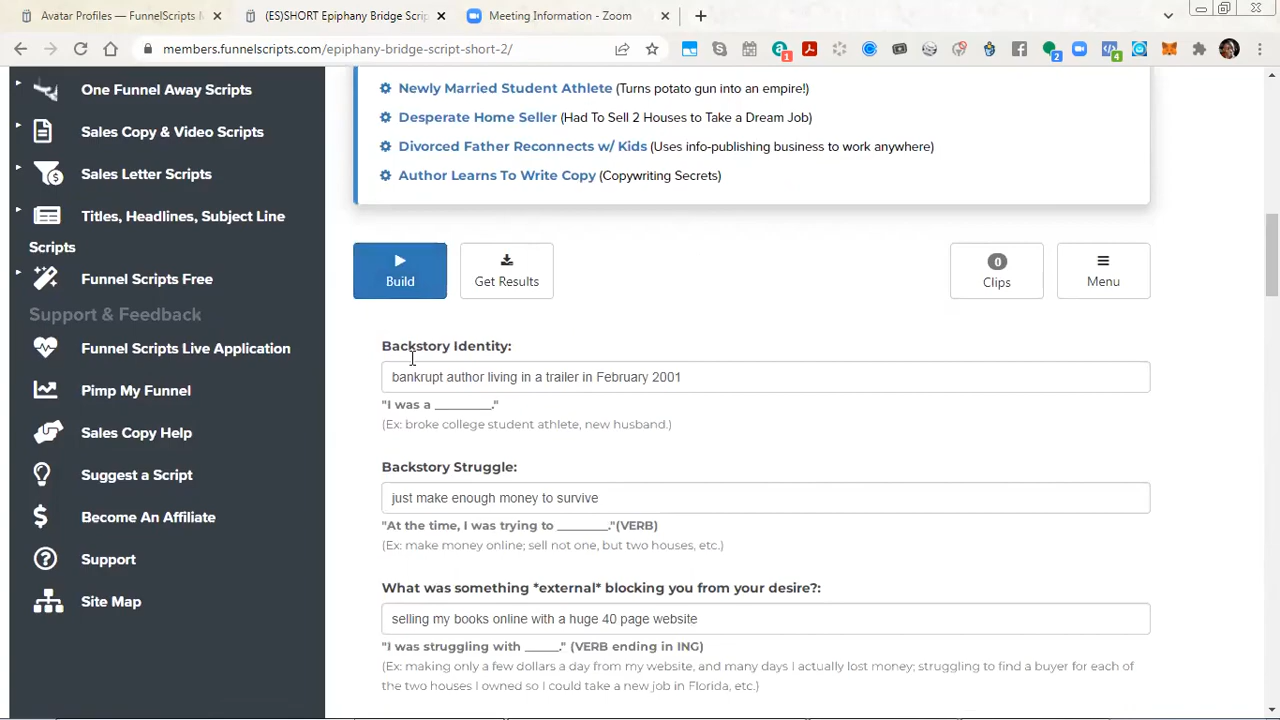 Avatar Profiles — FunnelScripts M
(ES)SHORT Epiphany Bridge Scrip
Meeting Information - Zoom
members.funnelscripts.com/epiphany-bridge-script-short-2/
1
2
4
One Funnel Away Scripts
Sales Copy & Video Scripts
Sales Letter Scripts
Titles, Headlines, Subject Line
Scripts
Funnel Scripts Free
Support & Feedback
Funnel Scripts Live Application
Pimp My Funnel
Sales Copy Help
Suggest a Script
Become An Affiliate
Support
Site Map
Newly Married Student Athlete (Turns potato gun into an empire!)
Desperate Home Seller (Had To Sell 2 Houses to Take a Dream Job)
Divorced Father Reconnects w/ Kids (Uses info-publishing business to work anywhere)
Author Learns To Write Copy (Copywriting Secrets)
Build
Get Results
0
Clips
Menu
Backstory Identity:
bankrupt author living in a trailer in February 2001
"I was a _________."
(Ex: broke college student athlete, new husband.)
Backstory Struggle:
just make enough money to survive
"At the time, I was trying to ________."(VERB)
(Ex: make money online; sell not one, but two houses, etc.)
What was something *external* blocking you from your desire?:
selling my books online with a huge 40 page website
"I was struggling with _____." (VERB ending in ING)
(Ex: making only a few dollars a day from my website, and many days I actually lost money; struggling to find a buyer for each of
the two houses I owned so I could take a new job in Florida, etc.)